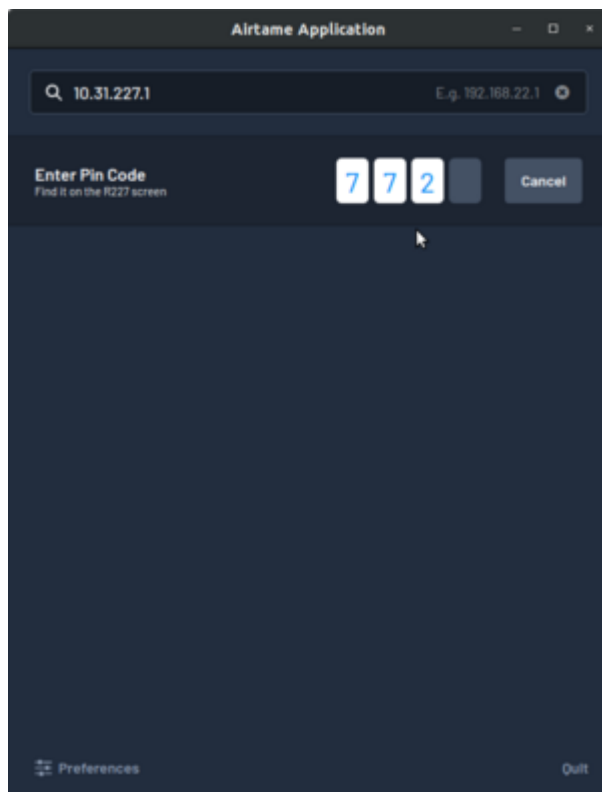 Airtame Application
10.31.227.1 E.g. 192.168.22.1
Enter Pin Code
Find it on the R227 screen
7 7 2
Cancel
Preferences
Quit